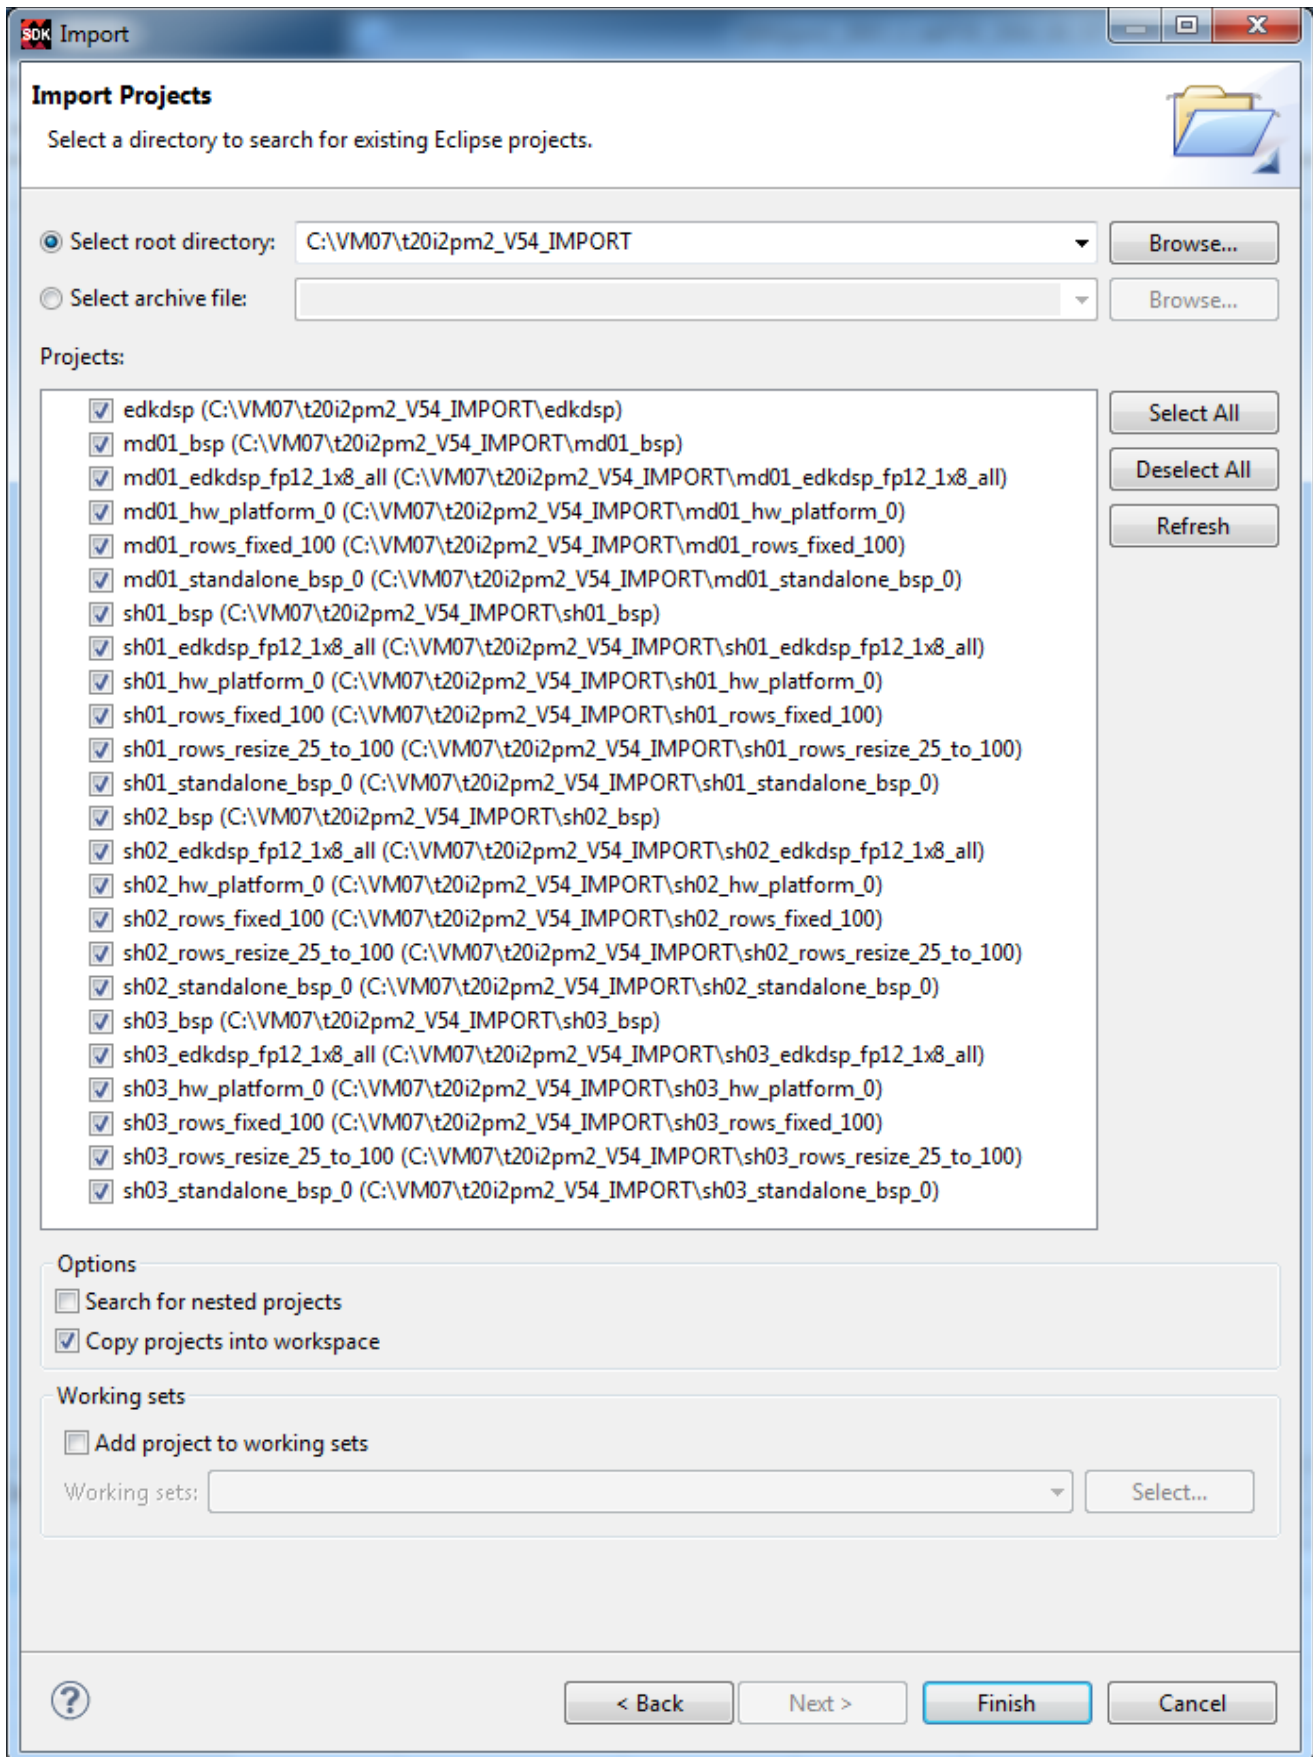 SDK Import
Import Projects
Select a directory to search for existing Eclipse projects.
Select root directory: C:\VM07\t20i2pm2_V54_IMPORT Browse...
Select archive file: Browse...
Projects:
edkdsp (C:\VM07\t20i2pm2_V54_IMPORT\edkdsp) Select All
md01_bsp (C:\VM07\t20i2pm2_V54_IMPORT\md01_bsp)
md01_edkdsp_fp12_1x8_all (C:\VM07\t20i2pm2_V54_IMPORT\md01_edkdsp_fp12_1x8_all) Deselect All
md01_hw_platform_0 (C:\VM07\t20i2pm2_V54_IMPORT\md01_hw_platform_0) Refresh
md01_rows_fixed_100 (C:\VM07\t20i2pm2_V54_IMPORT\md01_rows_fixed_100)
md01_standalone_bsp_0 (C:\VM07\t20i2pm2_V54_IMPORT\md01_standalone_bsp_0)
sh01_bsp (C:\VM07\t20i2pm2_V54_IMPORT\sh01_bsp)
sh01_edkdsp_fp12_1x8_all (C:\VM07\t20i2pm2_V54_IMPORT\sh01_edkdsp_fp12_1x8_all)
sh01_hw_platform_0 (C:\VM07\t20i2pm2_V54_IMPORT\sh01_hw_platform_0)
sh01_rows_fixed_100 (C:\VM07\t20i2pm2_V54_IMPORT\sh01_rows_fixed_100)
sh01_rows_resize_25_to_100 (C:\VM07\t20i2pm2_V54_IMPORT\sh01_rows_resize_25_to_100)
sh01_standalone_bsp_0 (C:\VM07\t20i2pm2_V54_IMPORT\sh01_standalone_bsp_0)
sh02_bsp (C:\VM07\t20i2pm2_V54_IMPORT\sh02_bsp)
sh02_edkdsp_fp12_1x8_all (C:\VM07\t20i2pm2_V54_IMPORT\sh02_edkdsp_fp12_1x8_all)
sh02_hw_platform_0 (C:\VM07\t20i2pm2_V54_IMPORT\sh02_hw_platform_0)
sh02_rows_fixed_100 (C:\VM07\t20i2pm2_V54_IMPORT\sh02_rows_fixed_100)
sh02_rows_resize_25_to_100 (C:\VM07\t20i2pm2_V54_IMPORT\sh02_rows_resize_25_to_100)
sh02_standalone_bsp_0 (C:\VM07\t20i2pm2_V54_IMPORT\sh02_standalone_bsp_0)
sh03_bsp (C:\VM07\t20i2pm2_V54_IMPORT\sh03_bsp)
sh03_edkdsp_fp12_1x8_all (C:\VM07\t20i2pm2_V54_IMPORT\sh03_edkdsp_fp12_1x8_all)
sh03_hw_platform_0 (C:\VM07\t20i2pm2_V54_IMPORT\sh03_hw_platform_0)
sh03_rows_fixed_100 (C:\VM07\t20i2pm2_V54_IMPORT\sh03_rows_fixed_100)
sh03_rows_resize_25_to_100 (C:\VM07\t20i2pm2_V54_IMPORT\sh03_rows_resize_25_to_100)
sh03_standalone_bsp_0 (C:\VM07\t20i2pm2_V54_IMPORT\sh03_standalone_bsp_0)
Options
Search for nested projects
Copy projects into workspace
Working sets
Add project to working sets
Working sets: Select...
? < Back Next > Finish Cancel